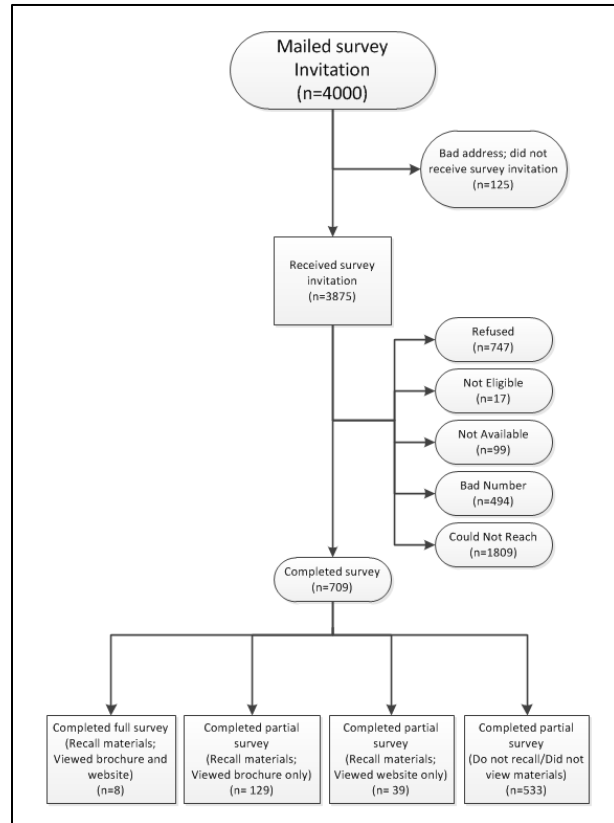 Mailed survey
Invitation
(n=4000)
Bad address; did not
receive survey invitation
(n=125)
Received survey
invitation
(n=3875)
Refused
(n=747)
Not Eligible
(n=17)
Not Available
(n=99)
Bad Number
(n=494)
Could Not Reach
(n=1809)
Completed survey
(n=709)
Completed full survey
(Recall materials;
Viewed brochure and
website)
(n=8)
Completed partial
survey
(Recall materials;
Viewed brochure only)
(n= 129)
Completed partial
survey (Recall
materials;
Viewed website only)
(n= 39)
Completed partial
survey
(Do not recall/Did not
view materials)
(n=533)